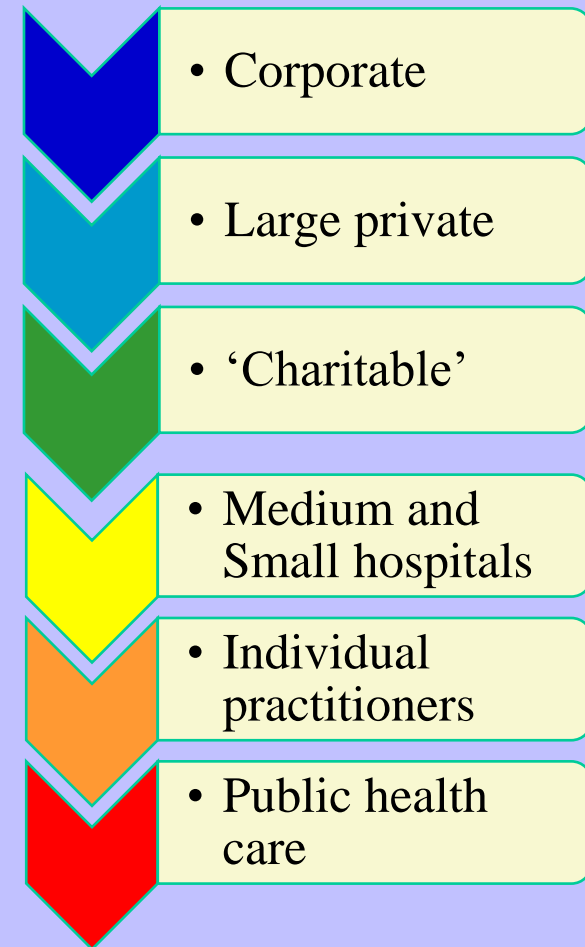 • Corporate
• Large private
• ‘Charitable’
• Medium and
Small hospitals
• Individual
practitioners
• Public health
care